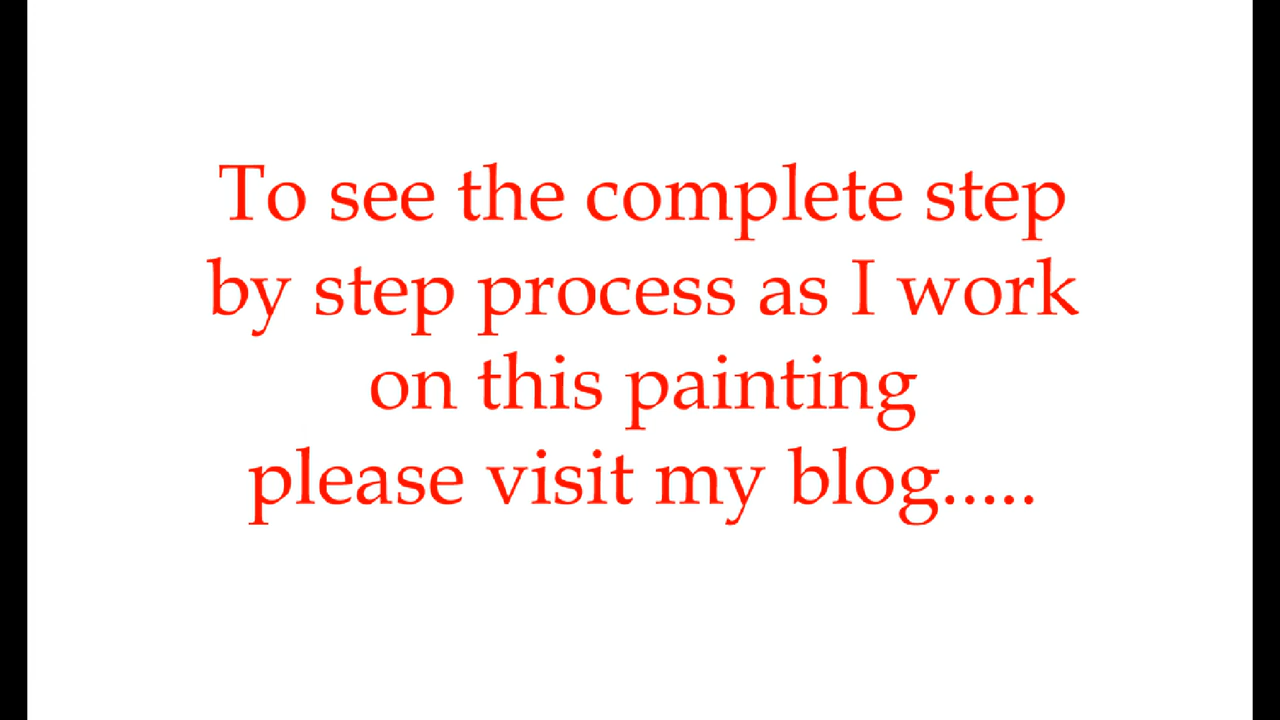 To see the complete step
by step process as I work
on this painting
please visit my blog.....